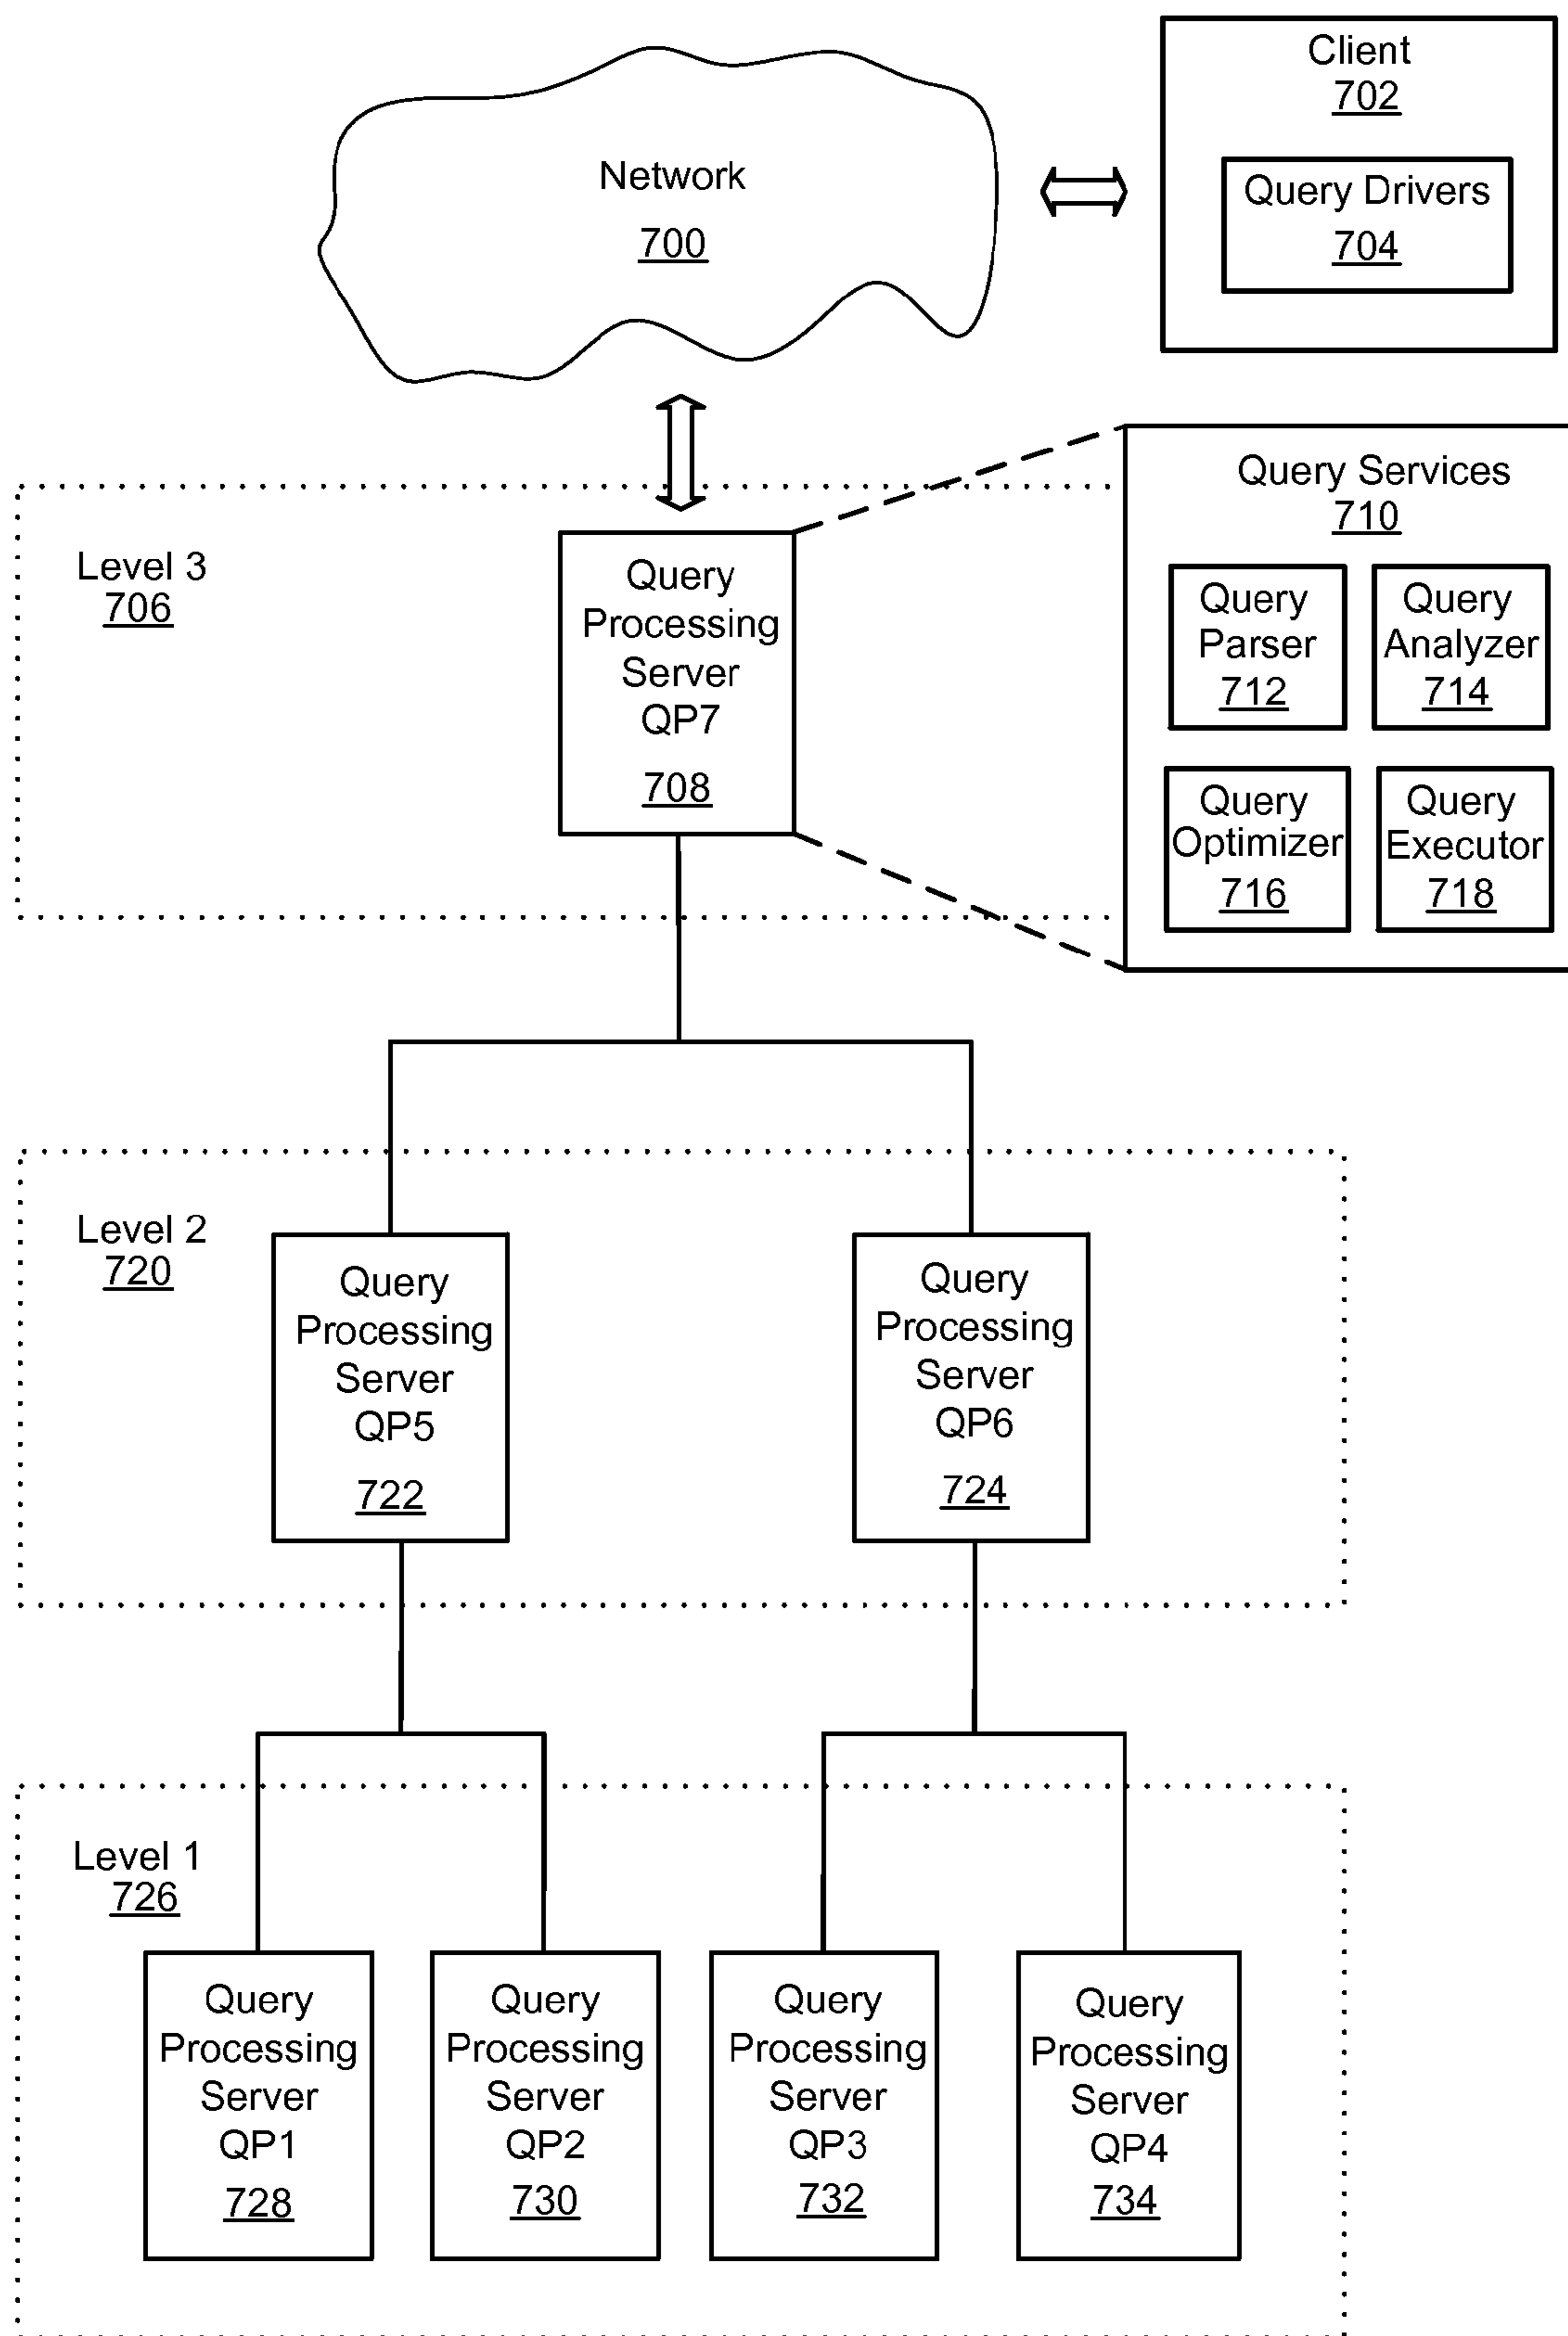 Network
700
Client
702
Query Drivers
704
Level 3
706
Query
Processing
Server
QP7
708
Query Services
710
Query
Parser
712
Query
Analyzer
714
Query
Optimizer
716
Query
Executor
718
Level 2
720
Query
Processing
Server
QP5
722
Query
Processing
Server
QP6
724
Level 1
726
Query
Processing
Server
QP1
728
Query
Processing
Server
QP2
730
Query
Processing
Server
QP3
732
Query
Processing
Server
QP4
734